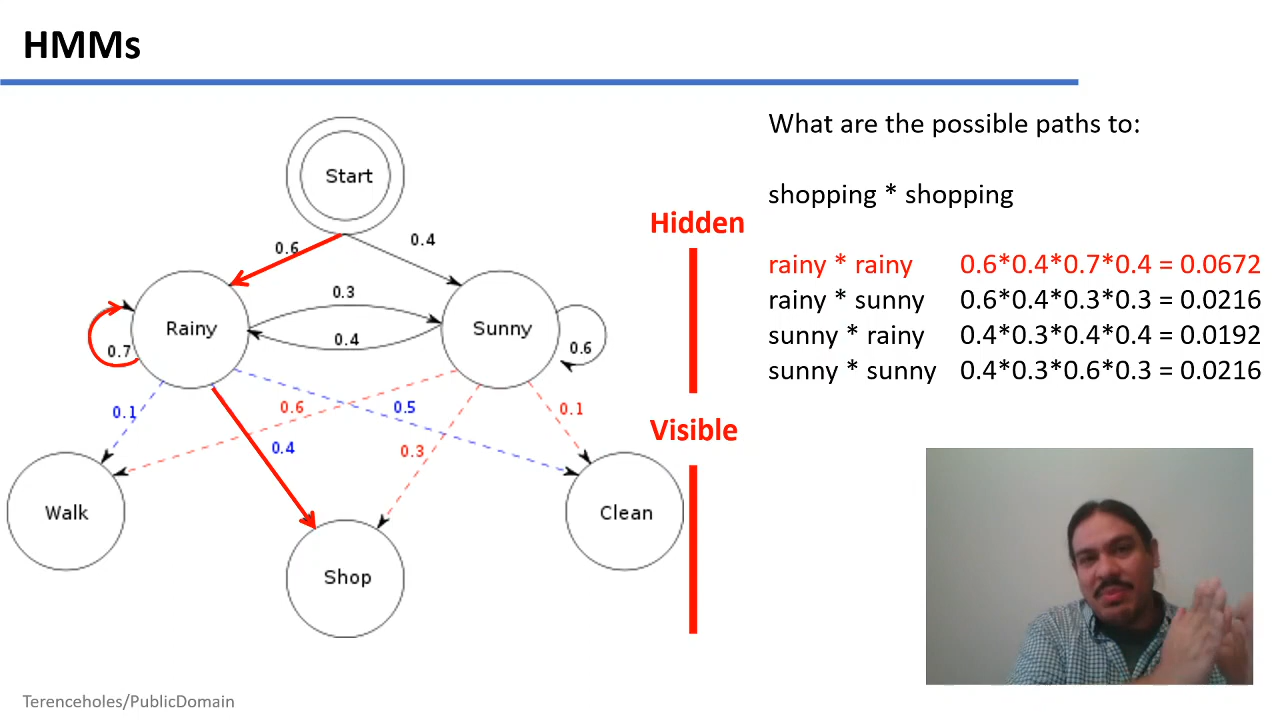 HMMs
What are the possible paths to:
shopping * shopping
Hidden
rainy * rainy 0.6*0.4*0.7*0.4 = 0.0672
rainy * sunny 0.6*0.4*0.3*0.3 = 0.0216
sunny * rainy 0.4*0.3*0.4*0.4 = 0.0192
sunny * sunny 0.4*0.3*0.6*0.3 = 0.0216
Visible
Start
0.6
0.4
0.3
Rainy
Sunny
0.4
0.7
0.6
0.1
0.6
0.5
0.1
0.4
0.3
Walk
Clean
Shop
Terenceholes/PublicDomain